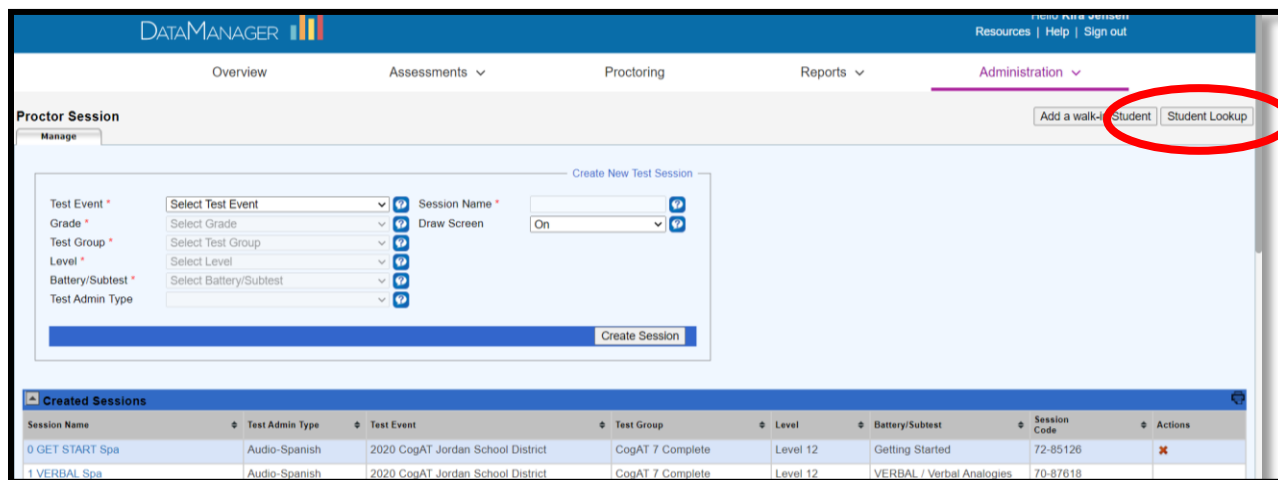 Hello Kira Jensen
DATAMANAGER
Resources | Help | Sign out
Overview Assessments Proctoring Reports Administration
Proctor Session
Add a walk-in Student Student Lookup
Manage
Create New Test Session
Test Event * Select Test Event Session Name *
Grade * Select Grade Draw Screen On
Test Group * Select Test Group
Level * Select Level
Battery/Subtest * Select Battery/Subtest
Test Admin Type
Create Session
Created Sessions
Session Name Test Admin Type Test Event Test Group Level Battery/Subtest Session Code Actions
0 GET START Spa Audio-Spanish 2020 CogAT Jordan School District CogAT 7 Complete Level 12 Getting Started 72-85126
1 VERBAL Spa Audio-Spanish 2020 CogAT Jordan School District CogAT 7 Complete Level 12 VERBAL / Verbal Analogies 70-87618